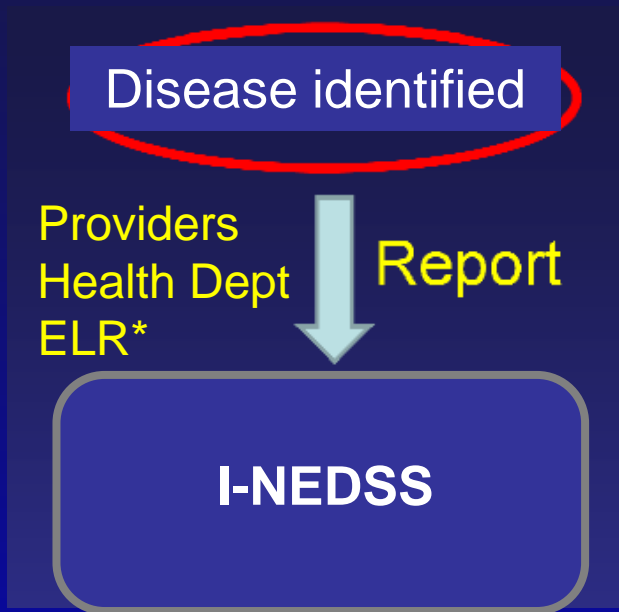 Disease identified
Providers
Health Dept
ELR*
Report
I-NEDSS